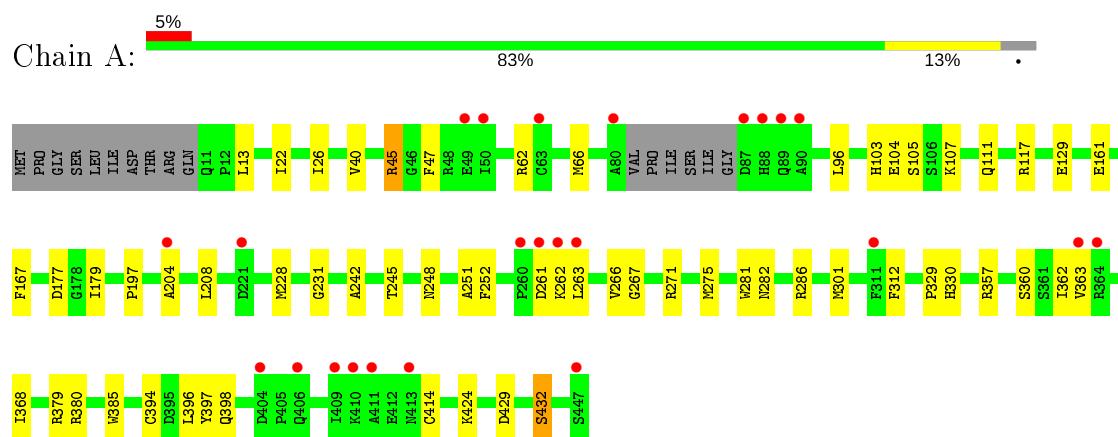 5%
Chain A:
83% 13% •
MET PRO GLY SER LEU ILE ASP THR ARG GLN Q11 P12 L13 I22 I26 V40 R45 G46 F47 R48 E49 I50 R62 C63 M66 A80 VAL PRO ILE SER ILE GLY D87 H88 Q89 A90 L96 H103 E104 S105 S106 K107 Q111 R117 E129 E161
F167 D177 G178 I179 P197 A204 L208 D221 M228 G231 A242 T245 N248 A251 F252 P260 D261 K262 L263 V266 G267 R271 M275 W281 N282 R286 M301 F311 F312 P329 H330 R357 S360 S361 I362 V363 R364
I368 R379 R380 W385 C394 D395 L396 Y397 Q398 D404 P405 Q406 I409 K410 A411 E412 N413 C414 K424 D429 S432 S447